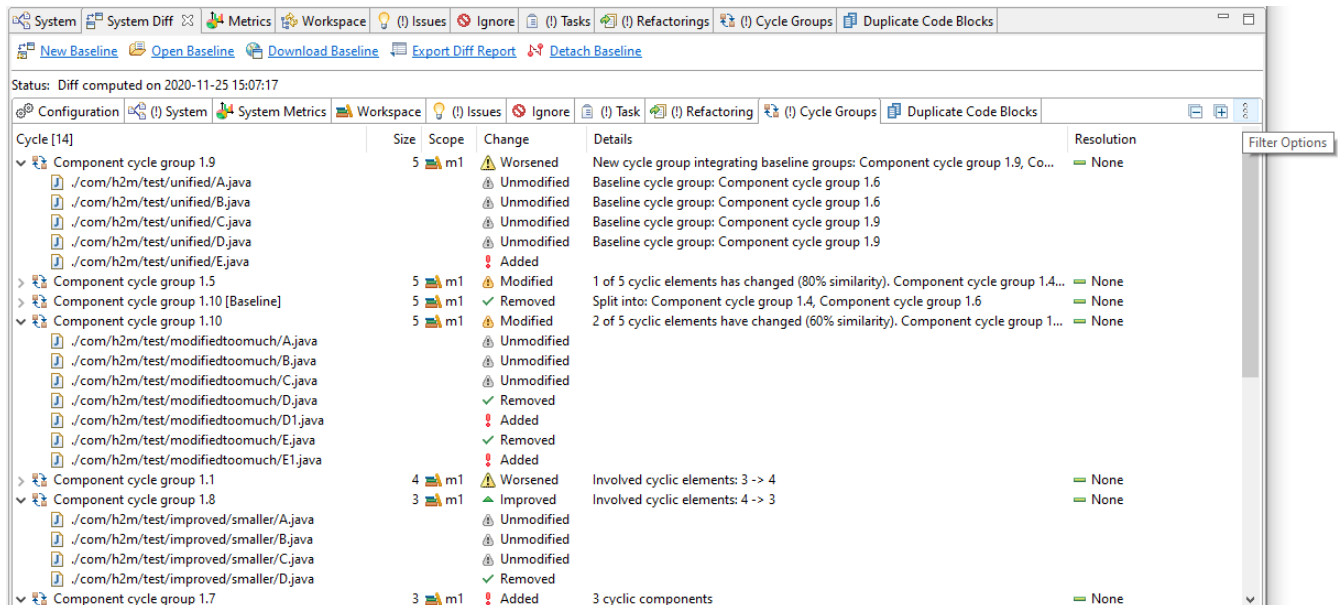 System System Diff Metrics Workspace (!) Issues Ignore (!) Tasks (!) Refactorings (!) Cycle Groups Duplicate Code Blocks
New Baseline Open Baseline Download Baseline Export Diff Report Detach Baseline
Status: Diff computed on 2020-11-25 15:07:17
Configuration (!) System System Metrics Workspace (!) Issues Ignore (!) Task (!) Refactoring (!) Cycle Groups Duplicate Code Blocks
Cycle [14] Size Scope Change Details Resolution
Filter Options
Component cycle group 1.9 5 m1 Worsened New cycle group integrating baseline groups: Component cycle group 1.9, Co... None
./com/h2m/test/unified/A.java Unmodified Baseline cycle group: Component cycle group 1.6
./com/h2m/test/unified/B.java Unmodified Baseline cycle group: Component cycle group 1.6
./com/h2m/test/unified/C.java Unmodified Baseline cycle group: Component cycle group 1.9
./com/h2m/test/unified/D.java Unmodified Baseline cycle group: Component cycle group 1.9
./com/h2m/test/unified/E.java Added
Component cycle group 1.5 5 m1 Modified 1 of 5 cyclic elements has changed (80% similarity). Component cycle group 1.4... None
Component cycle group 1.10 [Baseline] 5 m1 Removed Split into: Component cycle group 1.4, Component cycle group 1.6 None
Component cycle group 1.10 5 m1 Modified 2 of 5 cyclic elements have changed (60% similarity). Component cycle group 1... None
./com/h2m/test/modifiedtoomuch/A.java Unmodified
./com/h2m/test/modifiedtoomuch/B.java Unmodified
./com/h2m/test/modifiedtoomuch/C.java Unmodified
./com/h2m/test/modifiedtoomuch/D.java Removed
./com/h2m/test/modifiedtoomuch/D1.java Added
./com/h2m/test/modifiedtoomuch/E.java Removed
./com/h2m/test/modifiedtoomuch/E1.java Added
Component cycle group 1.1 4 m1 Worsened Involved cyclic elements: 3 -> 4 None
Component cycle group 1.8 3 m1 Improved Involved cyclic elements: 4 -> 3 None
./com/h2m/test/improved/smaller/A.java Unmodified
./com/h2m/test/improved/smaller/B.java Unmodified
./com/h2m/test/improved/smaller/C.java Unmodified
./com/h2m/test/improved/smaller/D.java Removed
Component cycle group 1.7 3 m1 Added 3 cyclic components None